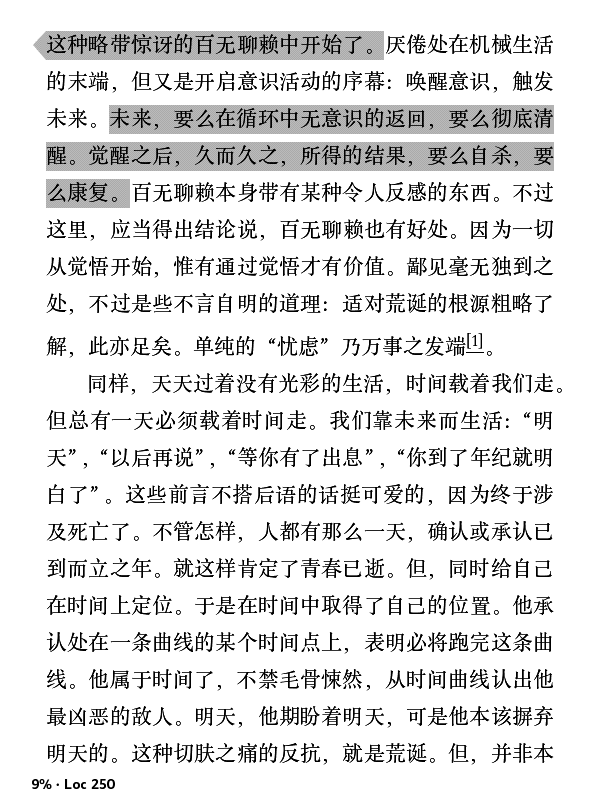 这种略带惊讶的百无聊赖中开始了。厌倦处在机械生活
的末端，但又是开启意识活动的序幕：唤醒意识，触发
未来。未来，要么在循环中无意识的返回，要么彻底清
醒。觉醒之后，久而久之，所得的结果，要么自杀，要
么康复。百无聊赖本身带有某种令人反感的东西。不过
这里，应当得出结论说，百无聊赖也有好处。因为一切
从觉悟开始，惟有通过觉悟才有价值。鄙见毫无独到之
处，不过是些不言自明的道理：适对荒诞的根源粗略了
解，此亦足矣。单纯的“忧虑”乃万事之发端[1]。
同样，天天过着没有光彩的生活，时间载着我们走。
但总有一天必须载着时间走。我们靠未来而生活：“明
天”，“以后再说”，“等你有了出息”，“你到了年纪就明
白了”。这些前言不搭后语的话挺可爱的，因为终于涉
及死亡了。不管怎样，人都有那么一天，确认或承认已
到而立之年。就这样肯定了青春已逝。但，同时给自己
在时间上定位。于是在时间中取得了自己的位置。他承
认处在一条曲线的某个时间点上，表明必将跑完这条曲
线。他属于时间了，不禁毛骨悚然，从时间曲线认出他
最凶恶的敌人。明天，他期盼着明天，可是他本该摒弃
明天的。这种切肤之痛的反抗，就是荒诞。但，并非本
9% · Loc 250